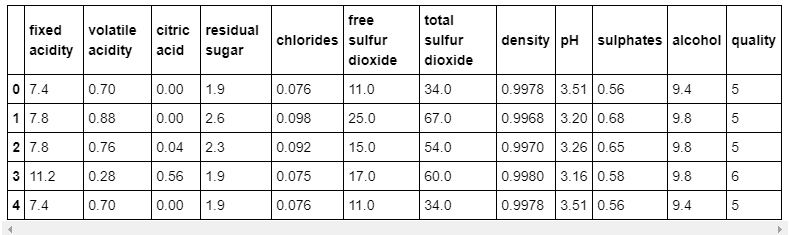 fixed acidity volatile acidity citric acid residual sugar chlorides free sulfur dioxide total sulfur dioxide density pH sulphates alcohol quality
0 7.4 0.70 0.00 1.9 0.076 11.0 34.0 0.9978 3.51 0.56 9.4 5
1 7.8 0.88 0.00 2.6 0.098 25.0 67.0 0.9968 3.20 0.68 9.8 5
2 7.8 0.76 0.04 2.3 0.092 15.0 54.0 0.9970 3.26 0.65 9.8 5
3 11.2 0.28 0.56 1.9 0.075 17.0 60.0 0.9980 3.16 0.58 9.8 6
4 7.4 0.70 0.00 1.9 0.076 11.0 34.0 0.9978 3.51 0.56 9.4 5